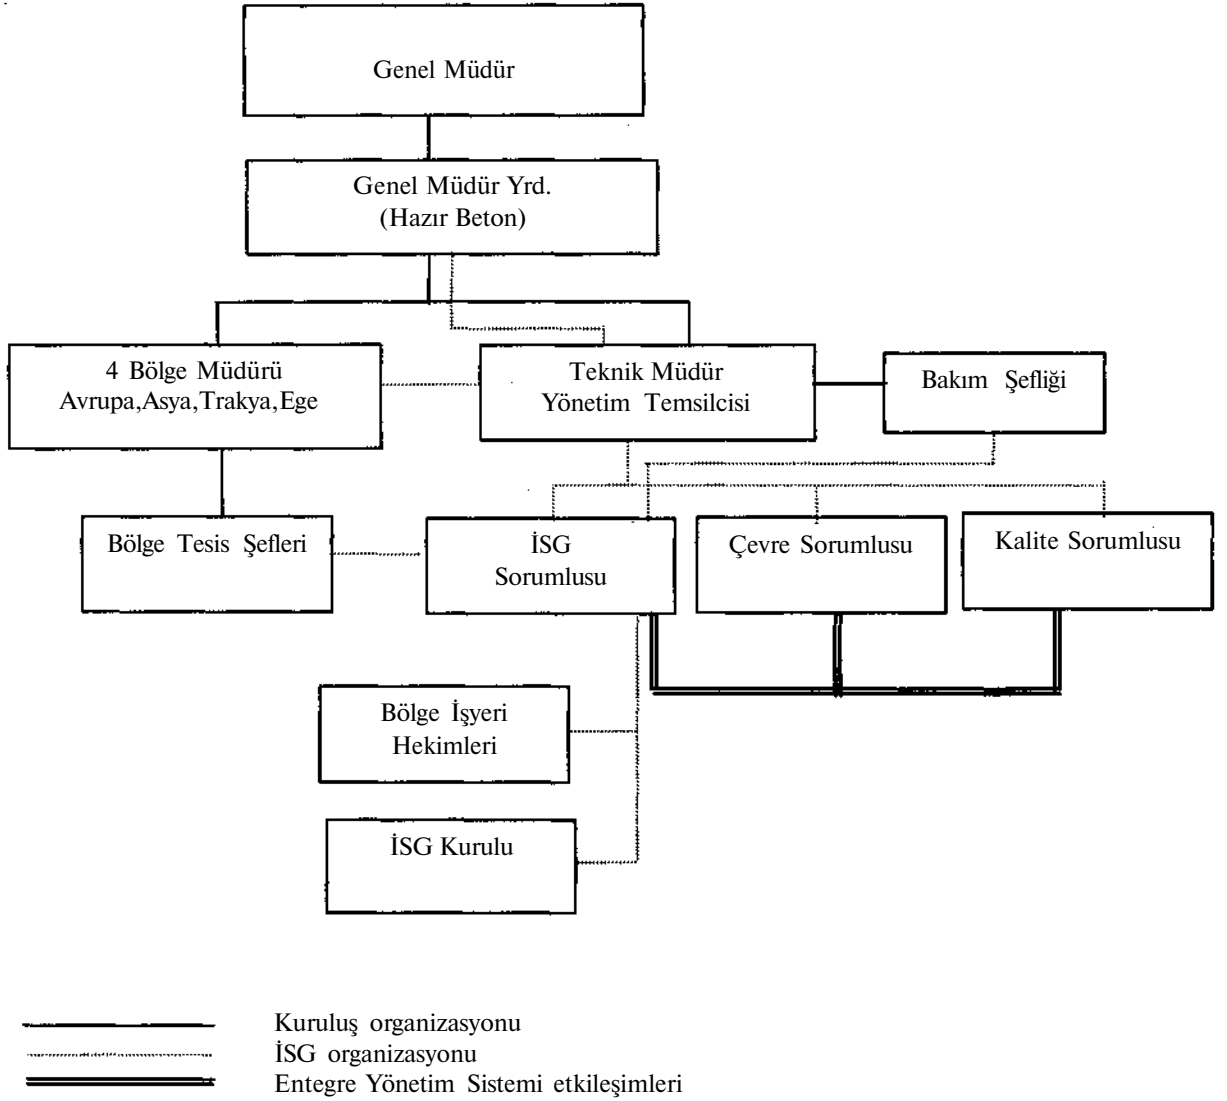 Genel Müdür
Genel Müdür Yrd.
(Hazır Beton)
4 Bölge Müdürü
Avrupa,Asya,Trakya,Ege
Teknik Müdür
Yönetim Temsilcisi
Bakım Şefliği
Bölge Tesis Şefleri
İSG
Sorumlusu
Çevre Sorumlusu
Kalite Sorumlusu
Bölge İşyeri
Hekimleri
İSG Kurulu
Kuruluş organizasyonu
İSG organizasyonu
Entegre Yönetim Sistemi etkileşimleri